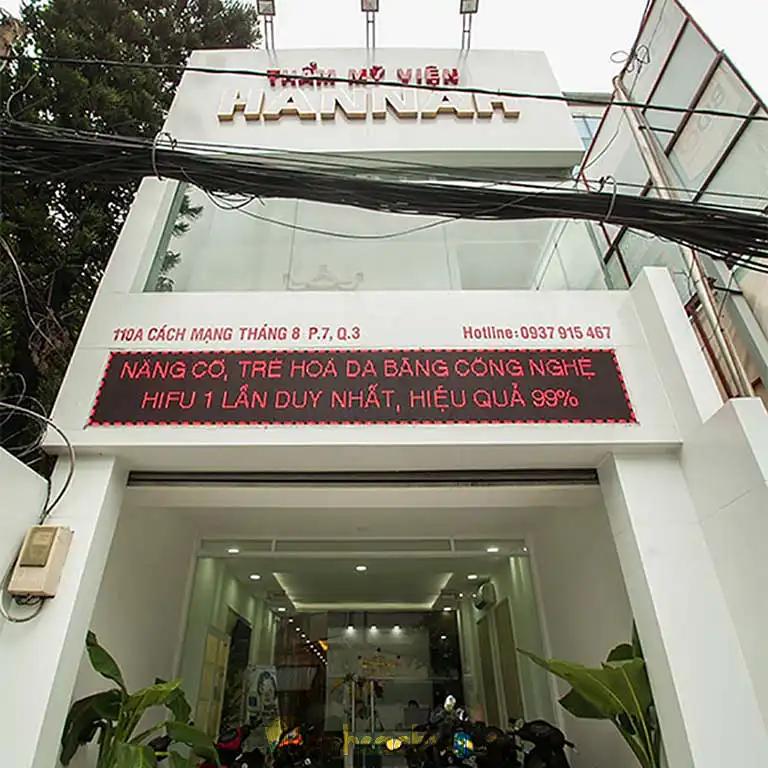 THẨM MỸ VIỆN
HANNAH
110A CÁCH MẠNG THÁNG 8 P.7, Q.3
Hotline: 0937 915 467
NÂNG CƠ, TRẺ HOÁ DA BẰNG CÔNG NGHỆ
HIFU 1 LẦN DUY NHẤT, HIỆU QUẢ 99%